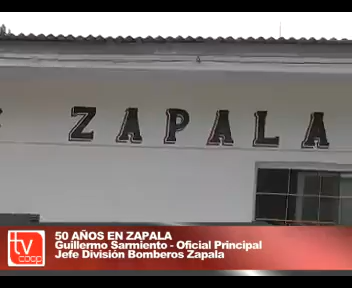 ZAPALA
50 AÑOS EN ZAPALA
Guillermo Sarmiento - Oficial Principal
Jefe División Bomberos Zapala
tv
coop